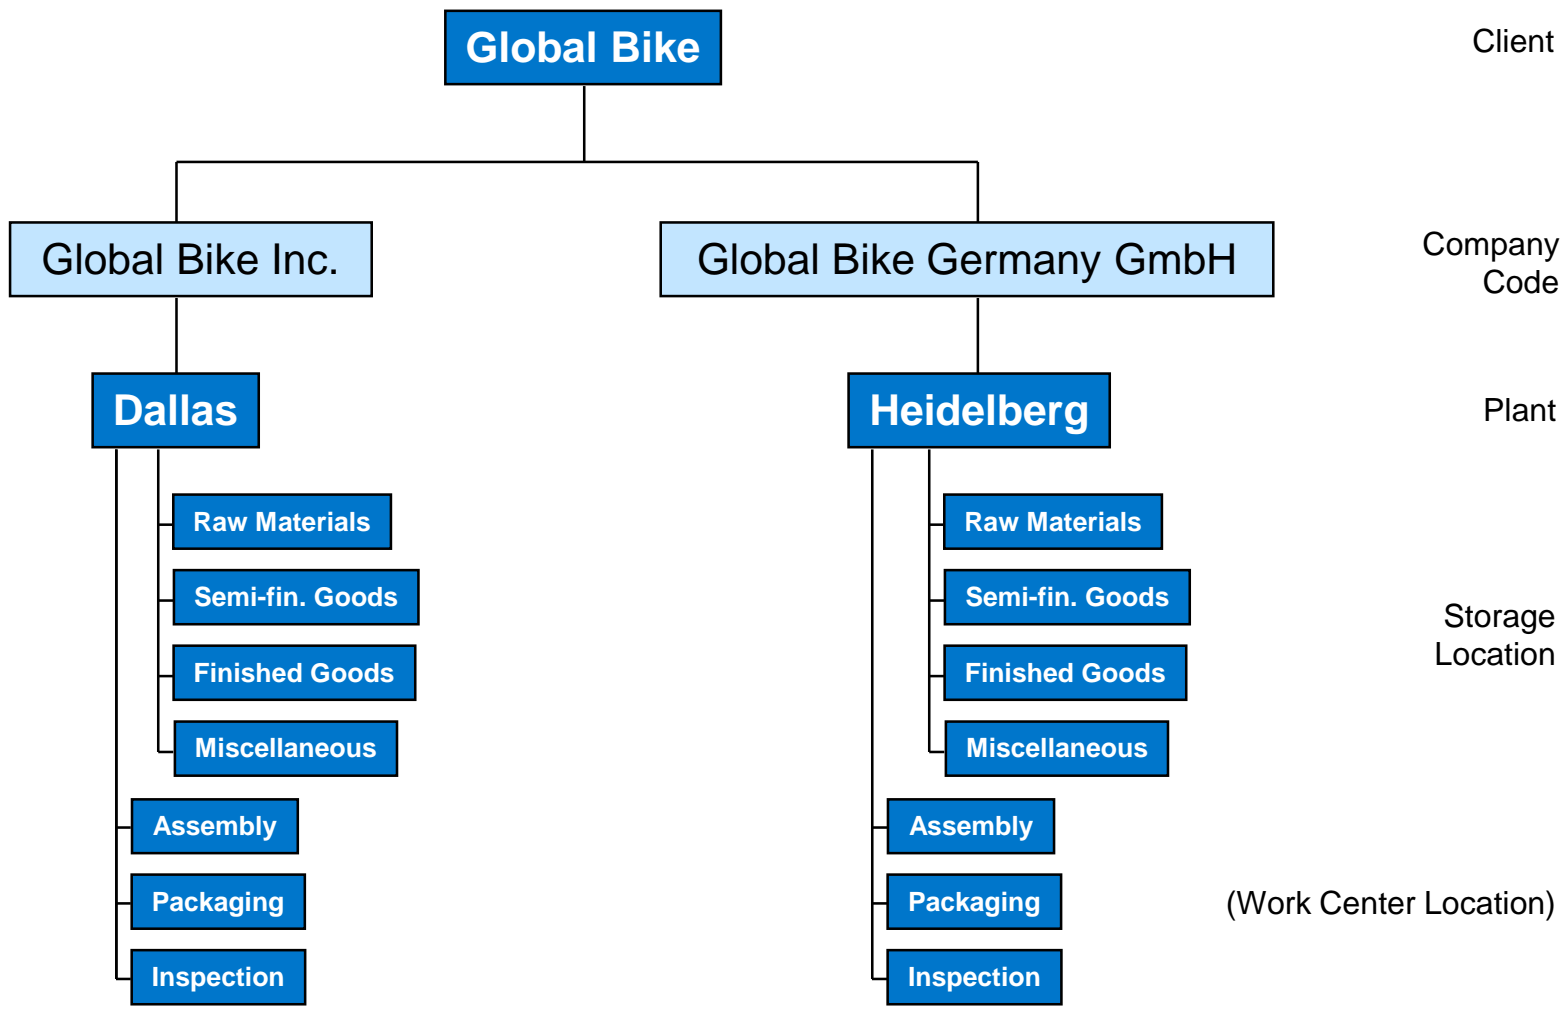 Global Bike
Client
Global Bike Inc.
Global Bike Germany GmbH
Company
Code
Dallas
Heidelberg
Plant
Raw Materials
Raw Materials
Semi-fin. Goods
Semi-fin. Goods
Storage
Location
Finished Goods
Finished Goods
Miscellaneous
Miscellaneous
Assembly
Assembly
Packaging
Packaging
(Work Center Location)
Inspection
Inspection